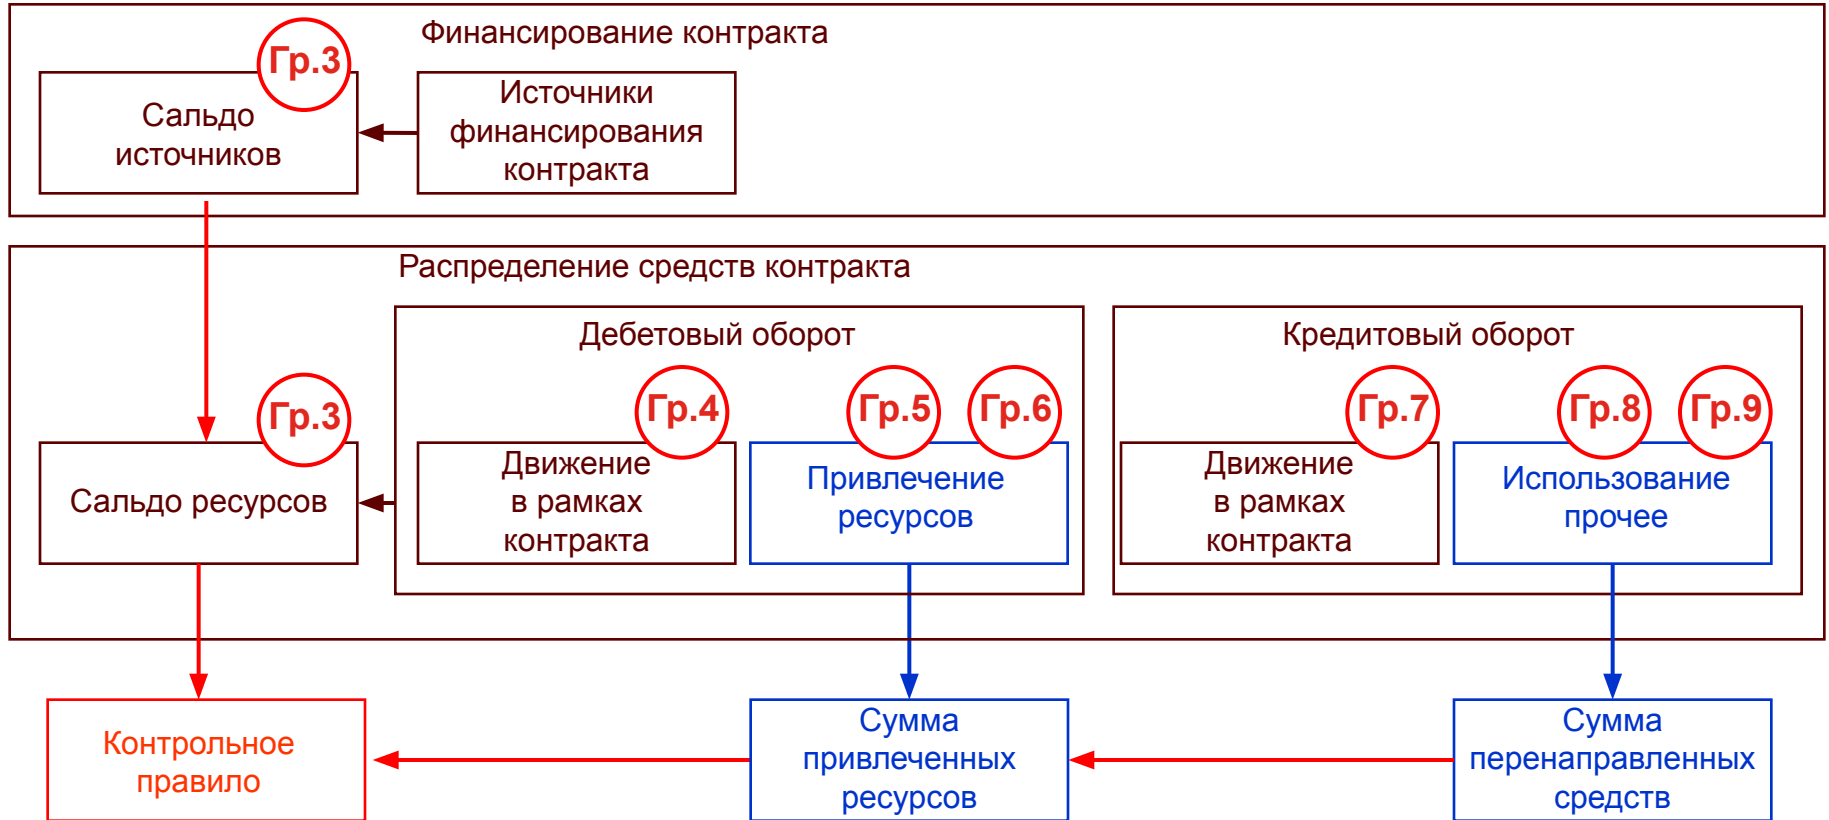 Финансирование контракта
Гр.3
Сальдо
источников
Источники
финансирования
контракта
Распределение средств контракта
Дебетовый оборот
Кредитовый оборот
Гр.3
Гр.4
Гр.5
Гр.6
Гр.7
Гр.8
Гр.9
Сальдо ресурсов
Движение
в рамках
контракта
Привлечение
ресурсов
Движение
в рамках
контракта
Использование
прочее
Контрольное
правило
Сумма
привлеченных
ресурсов
Сумма
перенаправленных
средств